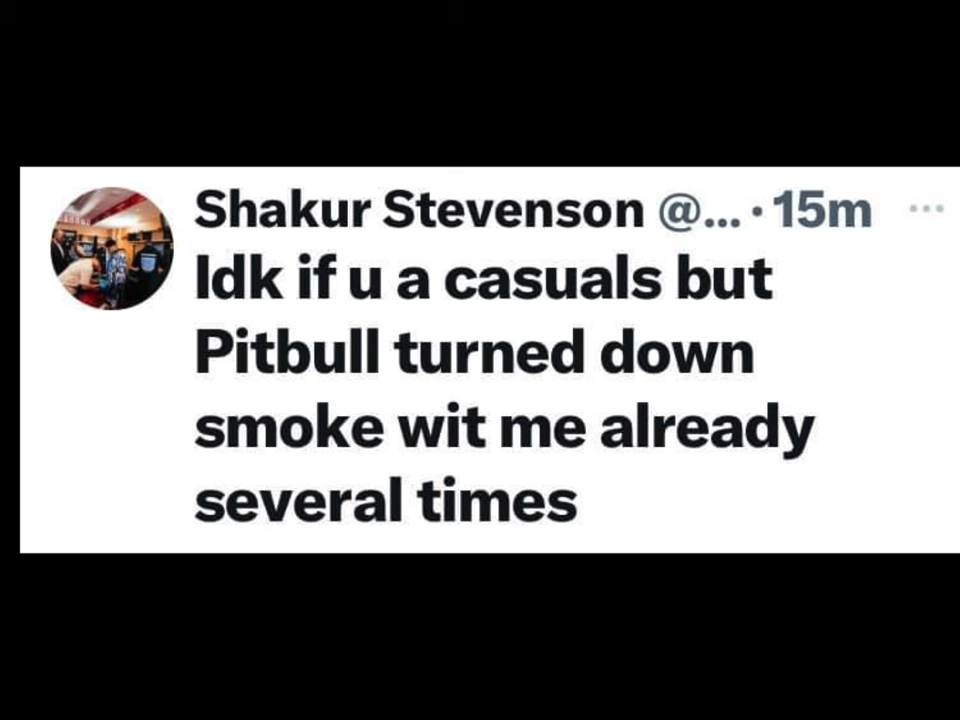 Shakur Stevenson @... · 15m ...
Idk if u a casuals but
Pitbull turned down
smoke wit me already
several times